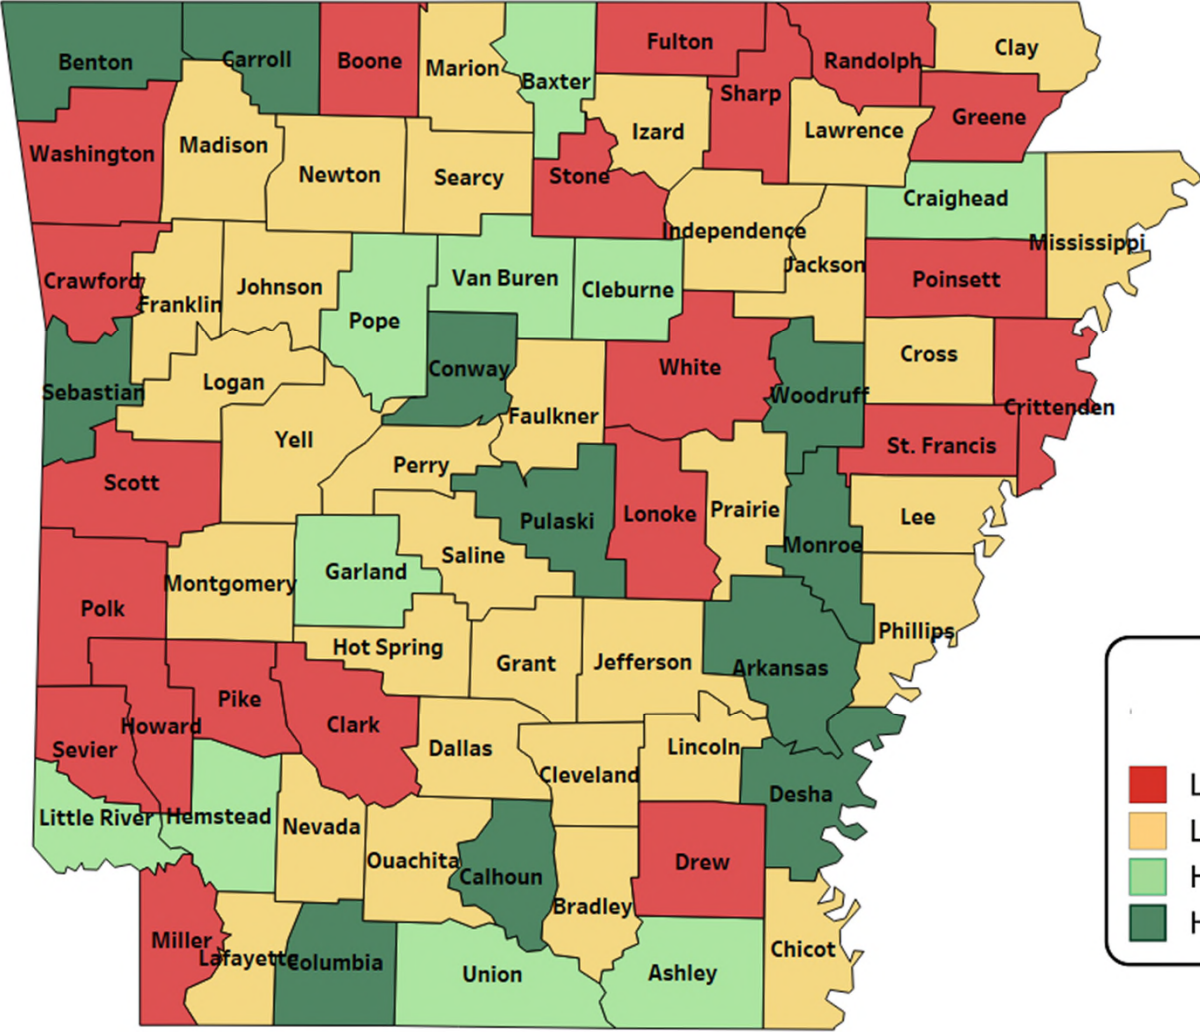 Benton
Carroll
Boone
Marion
Baxter
Fulton
Sharp
Randolph
Clay
Greene
Washington
Madison
Newton
Searcy
Stone
Izard
Lawrence
Craighead
Mississippi
Independence
Jackson
Poinsett
Crawford
Franklin
Johnson
Pope
Van Buren
Cleburne
Cross
Crittenden
Sebastian
Logan
Conway
Faulkner
White
Woodruff
St. Francis
Scott
Yell
Perry
Pulaski
Lonoke
Prairie
Monroe
Lee
Phillips
Polk
Montgomery
Garland
Saline
Hot Spring
Grant
Jefferson
Arkansas
Sevier
Howard
Pike
Clark
Dallas
Cleveland
Lincoln
Desha
Little River
Hemstead
Nevada
Ouachita
Calhoun
Bradley
Drew
Miller
Lafayette
Columbia
Union
Ashley
Chicot
L
L
H
H